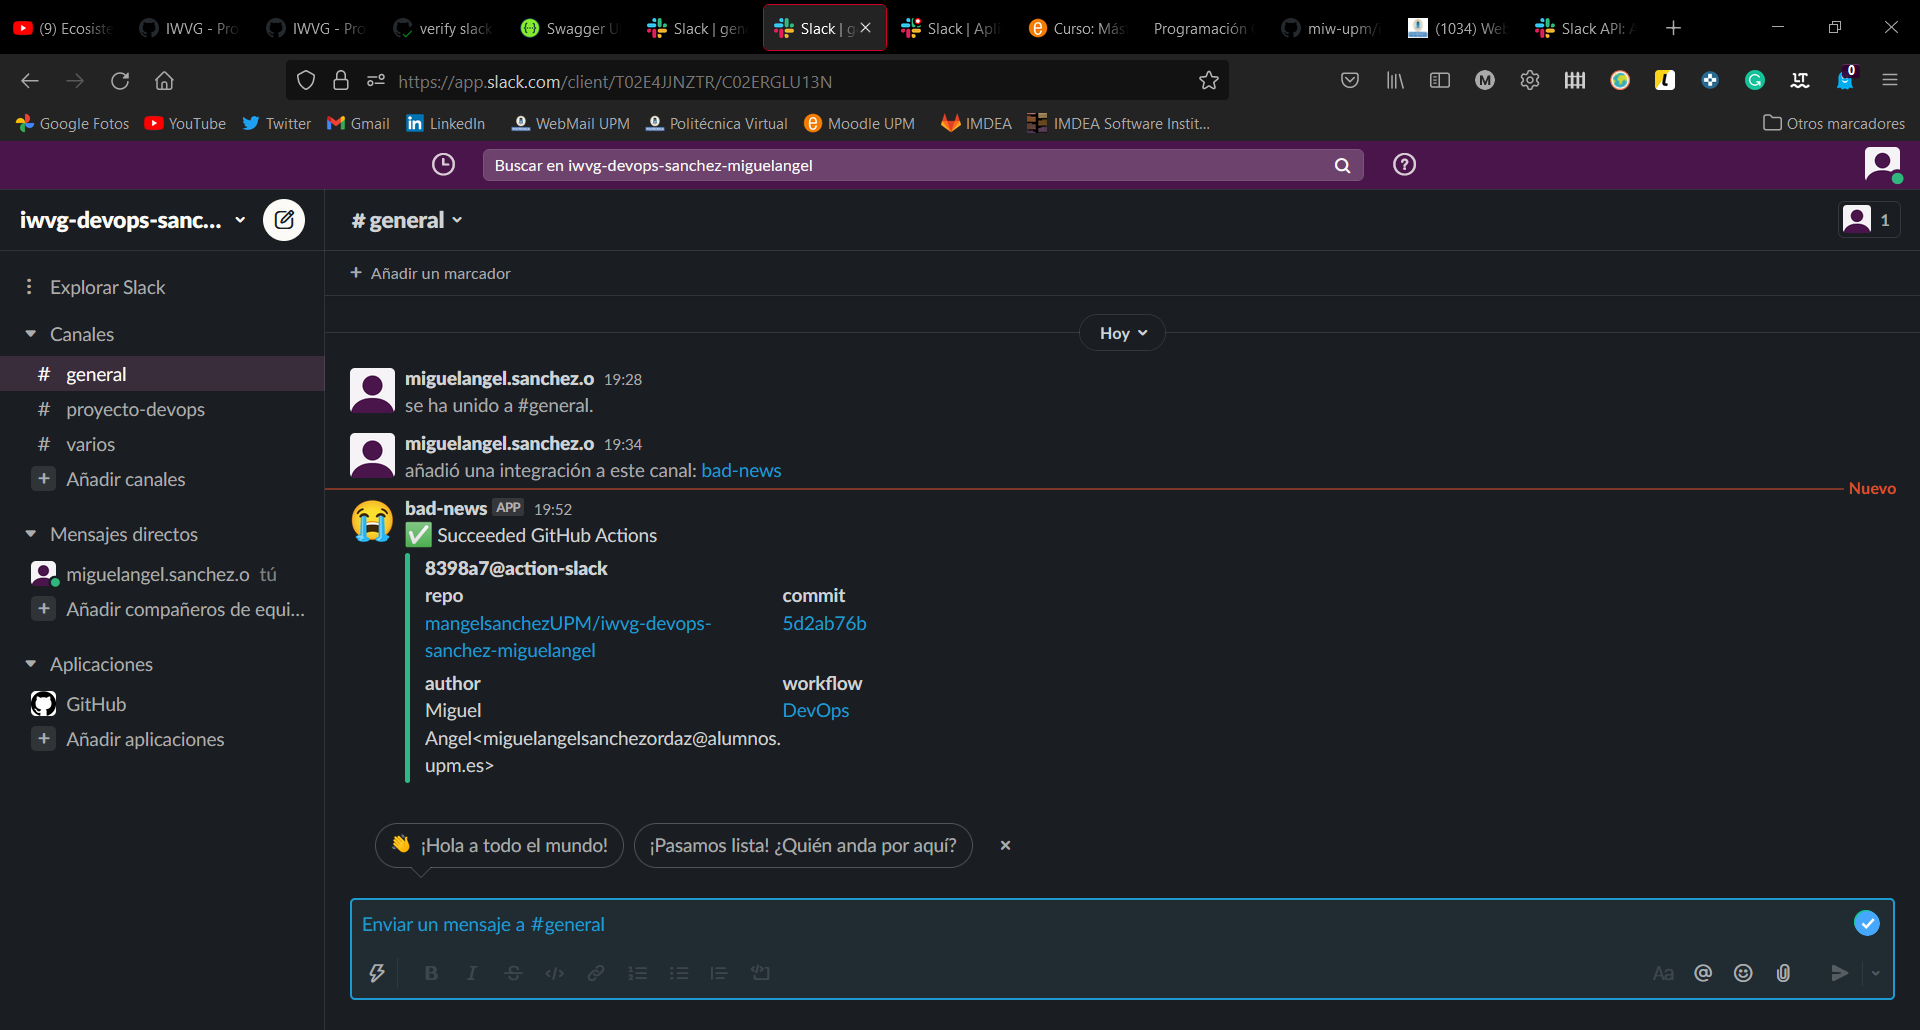 (9) Ecosiste
IWVG - Pro
IWVG - Pro
verify slack
Swagger U
Slack | gen
Slack | g
Slack | Apli
Curso: Más
Programación
miw-upm/
(1034) Web
Slack API: A
https://app.slack.com/client/T02E4JJNZTR/C02ERGLU13N
0
Google Fotos
YouTube
Twitter
Gmail
LinkedIn
WebMail UPM
Politécnica Virtual
Moodle UPM
IMDEA
IMDEA Software Instit...
Otros marcadores
Buscar en iwvg-devops-sanchez-miguelangel
iwvg-devops-sanc...
# general
1
Explorar Slack
Canales
# general
# proyecto-devops
# varios
+ Añadir canales
Mensajes directos
miguelangel.sanchez.o tú
+ Añadir compañeros de equi...
Aplicaciones
GitHub
+ Añadir aplicaciones
+ Añadir un marcador
Hoy
miguelangel.sanchez.o 19:28
se ha unido a #general.
miguelangel.sanchez.o 19:34
añadió una integración a este canal: bad-news
Nuevo
bad-news APP 19:52
✅ Succeeded GitHub Actions
8398a7@action-slack
repo
mangelsanchezUPM/iwvg-devops-
sanchez-miguelangel
commit
5d2ab76b
author
Miguel
Angel<miguelangelsanchezordaz@alumnos.
upm.es>
workflow
DevOps
👋 ¡Hola a todo el mundo!
¡Pasamos lista! ¿Quién anda por aquí?
Enviar un mensaje a #general
B
I
S
Aa
@